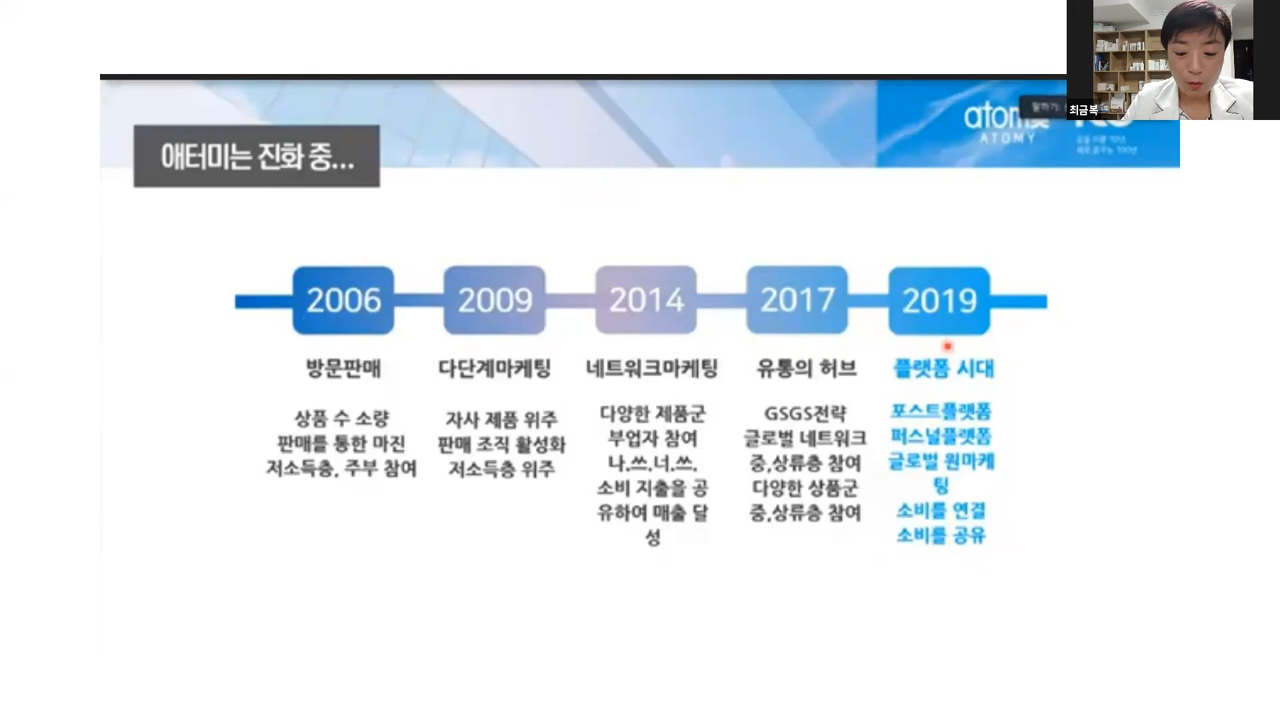 최금복
atom美
ATOMY
말하기:
애터미는 진화 중...
2006
2009
2014
2017
2019
방문판매
다단계마케팅
네트워크마케팅
유통의 허브
플랫폼 시대
상품 수 소량
판매를 통한 마진
저소득층, 주부 참여
자사 제품 위주
판매 조직 활성화
저소득층 위주
다양한 제품군
부업자 참여
나.쓰.너.쓰.
소비 지출을 공
유하여 매출 달
성
GSGS전략
글로벌 네트워크
중,상류층 참여
다양한 상품군
중,상류층 참여
포스트플랫폼
퍼스널플랫폼
글로벌 원마케
팅
소비를 연결
소비를 공유